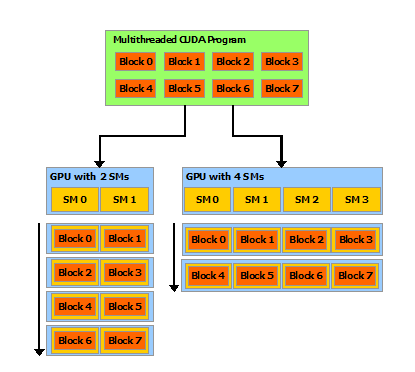 Multithreaded CUDA Program
Block 0 Block 1 Block 2 Block 3
Block 4 Block 5 Block 6 Block 7
GPU with 2 SMs
SM 0 SM 1
Block 0 Block 1
Block 2 Block 3
Block 4 Block 5
Block 6 Block 7
GPU with 4 SMs
SM 0 SM 1 SM 2 SM 3
Block 0 Block 1 Block 2 Block 3
Block 4 Block 5 Block 6 Block 7